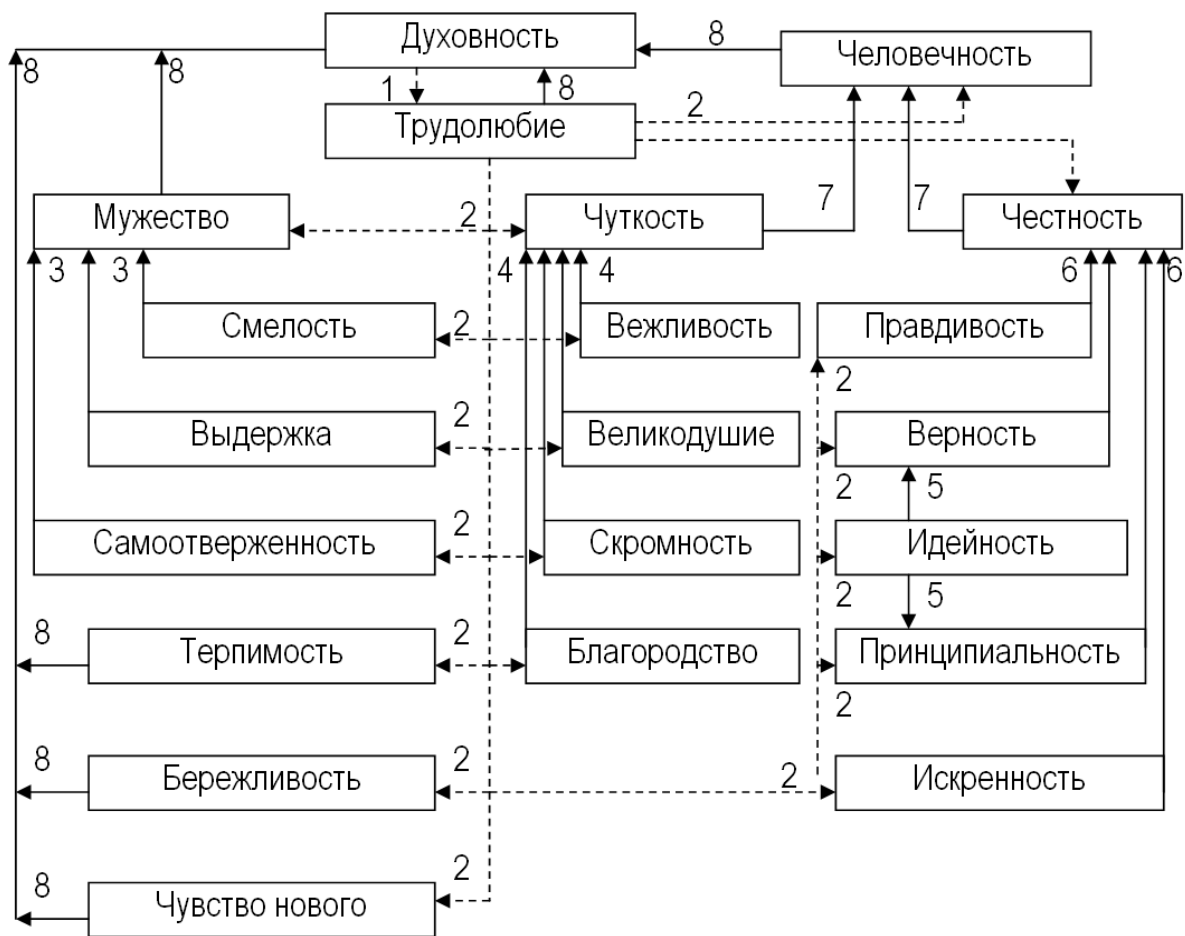 Духовность
8
Человечность
8
8
1
8
2
Трудолюбие
Мужество
2
Чуткость
7
7
Честность
3
3
4
4
6
6
Смелость
2
Вежливость
Правдивость
2
Выдержка
2
Великодушие
Верность
2
5
Самоотверженность
2
Скромность
Идейность
2
5
8
Терпимость
2
Благородство
Принципиальность
2
8
Бережливость
2
2
Искренность
8
Чувство нового
2